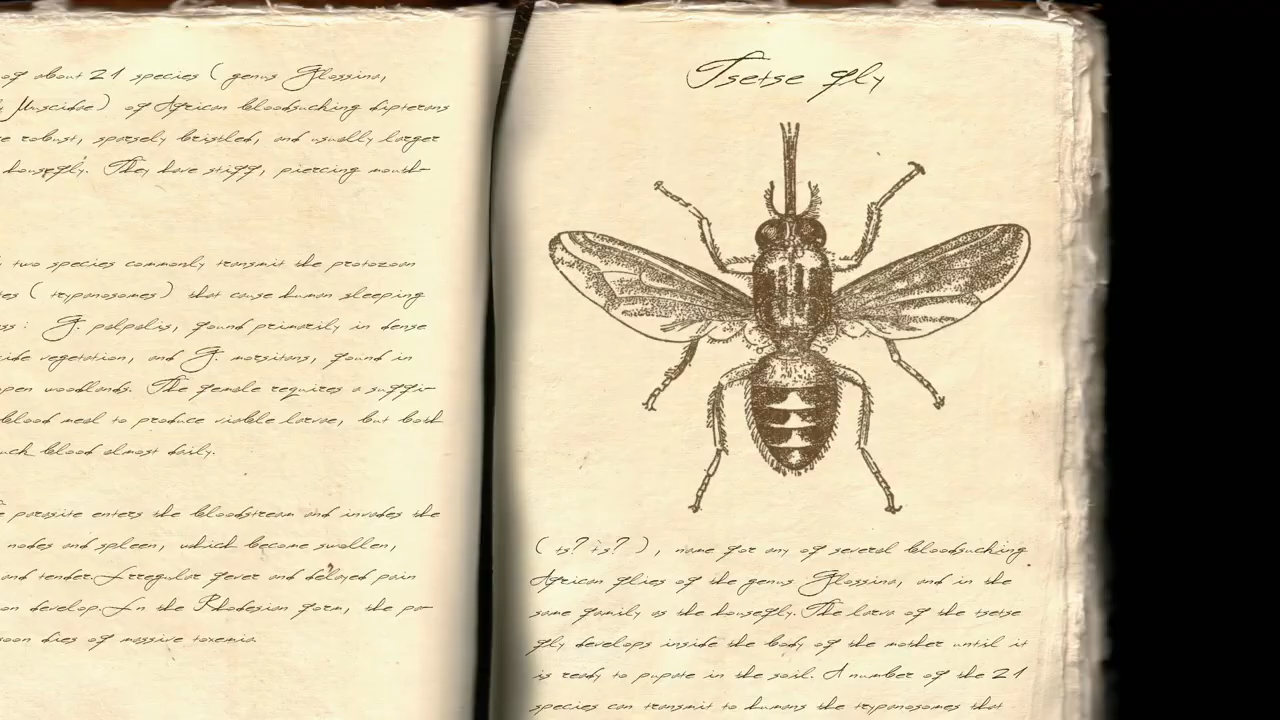 of about 21 species ( genus Glossina,
Muscidae) of African bloodsucking dipterans
robust, sparsely bristled, and usually larger
housefly. They have stiff, piercing mouth-
two species commonly transmit the protozoan
( trypanosomes ) that cause human sleeping
: G. palpalis, found primarily in dense
vegetation, and G. morsitans, found in
open woodlands. The female requires a suffi-
blood meal to produce viable larvae, but both
blood almost daily.
parasite enters the bloodstream and invades the
nodes and spleen, which become swollen,
and tender.Irregular fever and delayed pain
develop.In the Rhodesian form, the pa-
soon dies of massive toxemia.
Tsetse fly
( ts? ts? ), name for any of several bloodsucking
African flies of the genus Glossina, and in the
same family as the housefly. The larva of the tsetse
fly develops inside the body of the mother until it
is ready to pupate in the soil. A number of the 21
species can transmit to humans the trypanosomes that